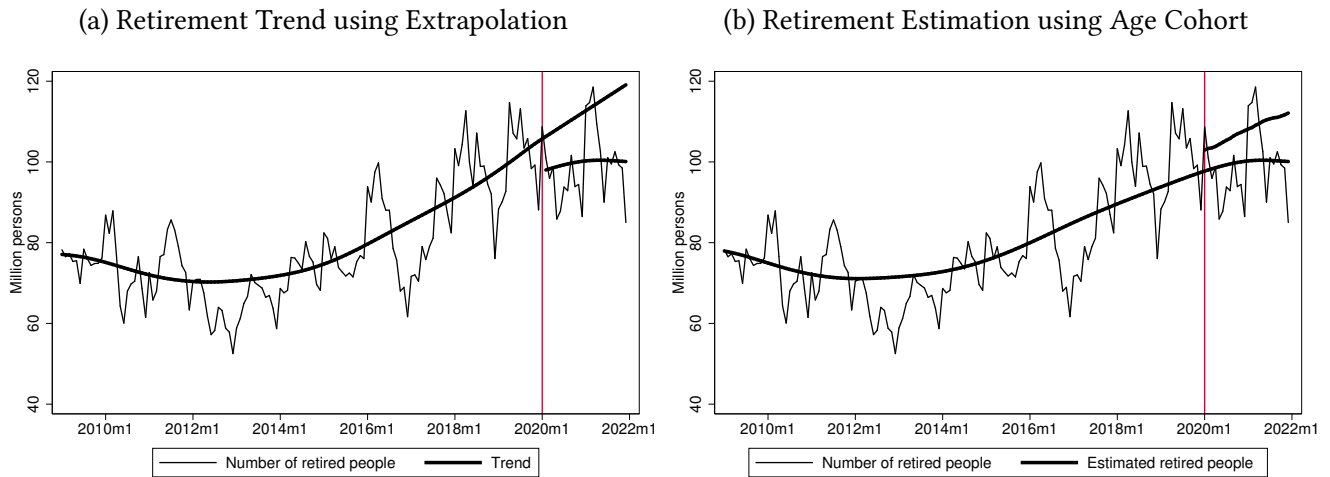 (a) Retirement Trend using Extrapolation
(b) Retirement Estimation using Age Cohort
Million persons
120
100
80
60
40
2010m1 2012m1 2014m1 2016m1 2018m1 2020m1 2022m1
Number of retired people Trend
Million persons
120
100
80
60
40
2010m1 2012m1 2014m1 2016m1 2018m1 2020m1 2022m1
Number of retired people Estimated retired people